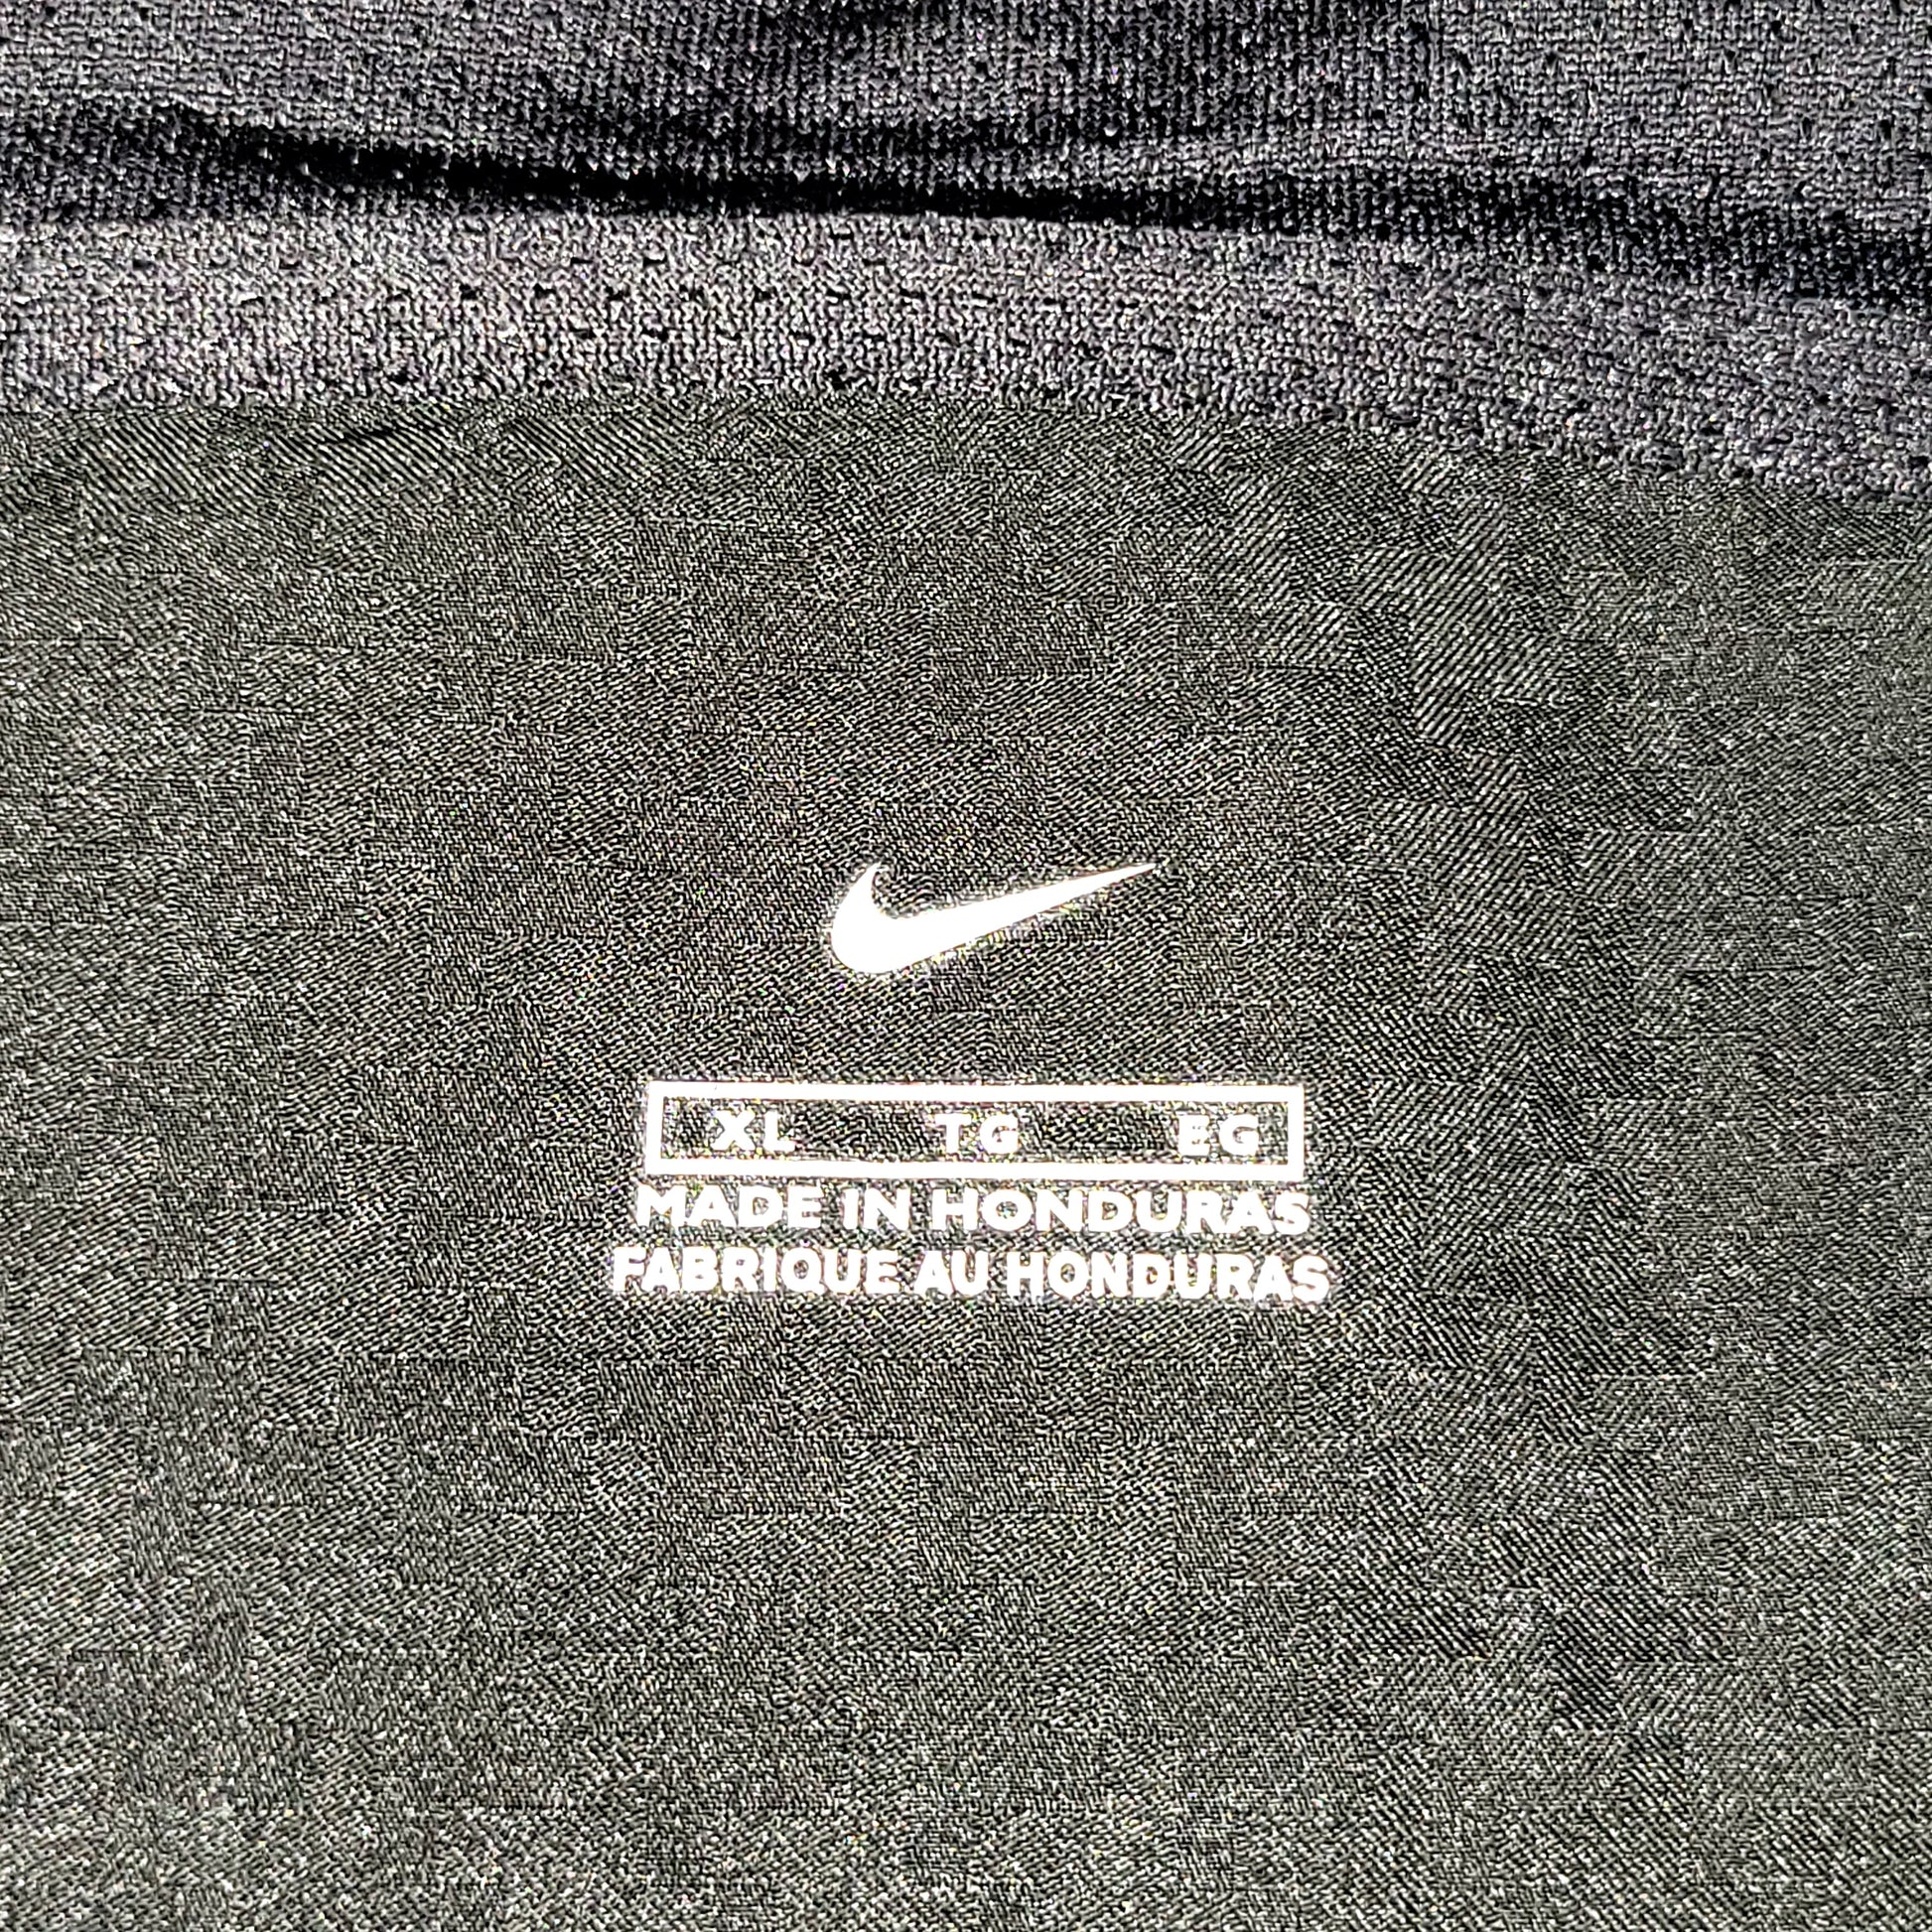 XL TG EG
MADE IN HONDURAS
FABRIQUE AU HONDURAS